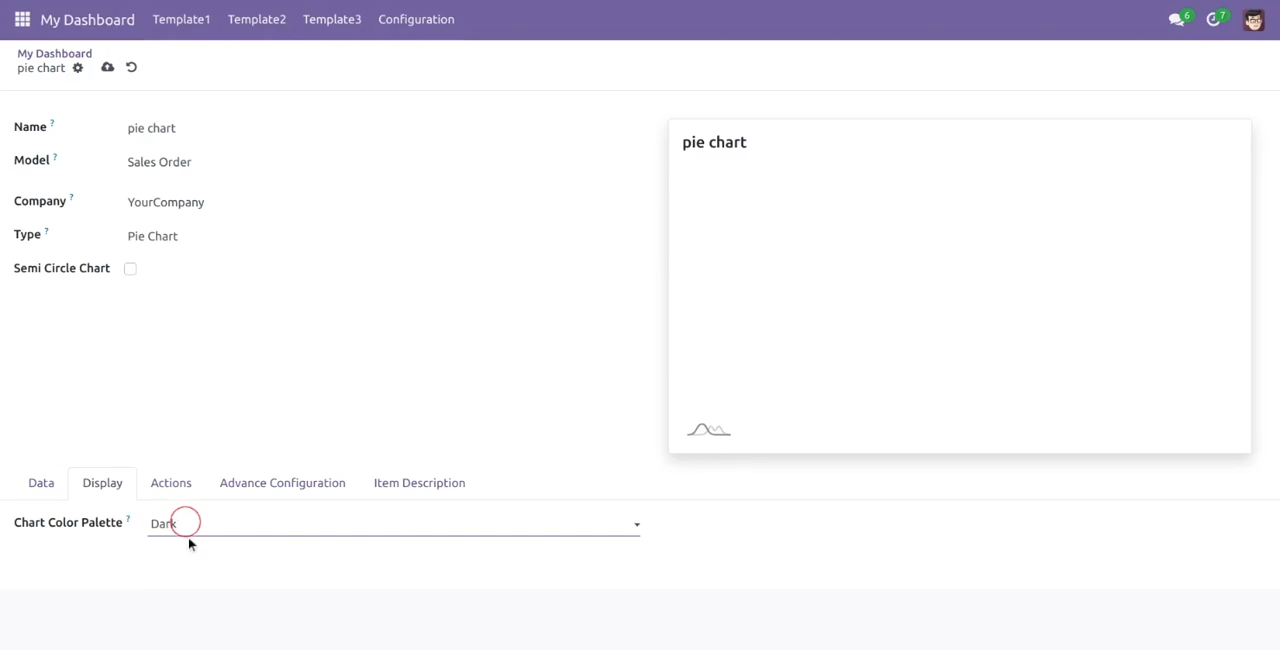 My Dashboard Template1 Template2 Template3 Configuration 6 7
My Dashboard
pie chart
Name ? pie chart
Model ? Sales Order
Company ? YourCompany
Type ? Pie Chart
Semi Circle Chart
pie chart
Data Display Actions Advance Configuration Item Description
Chart Color Palette ? Dark